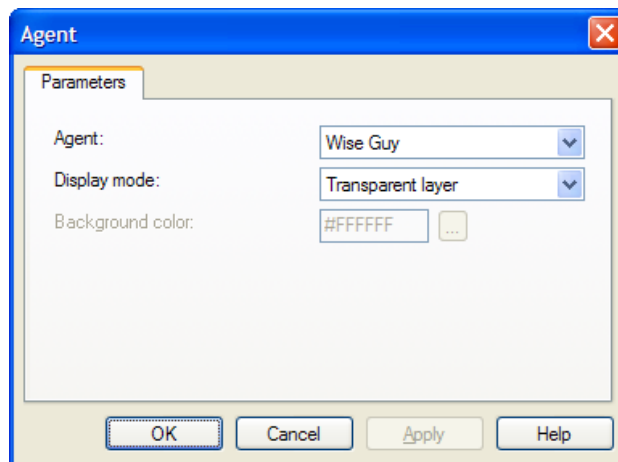 Agent
Parameters
Agent: Wise Guy
Display mode: Transparent layer
Background color: #FFFFFF ...
OK Cancel Apply Help